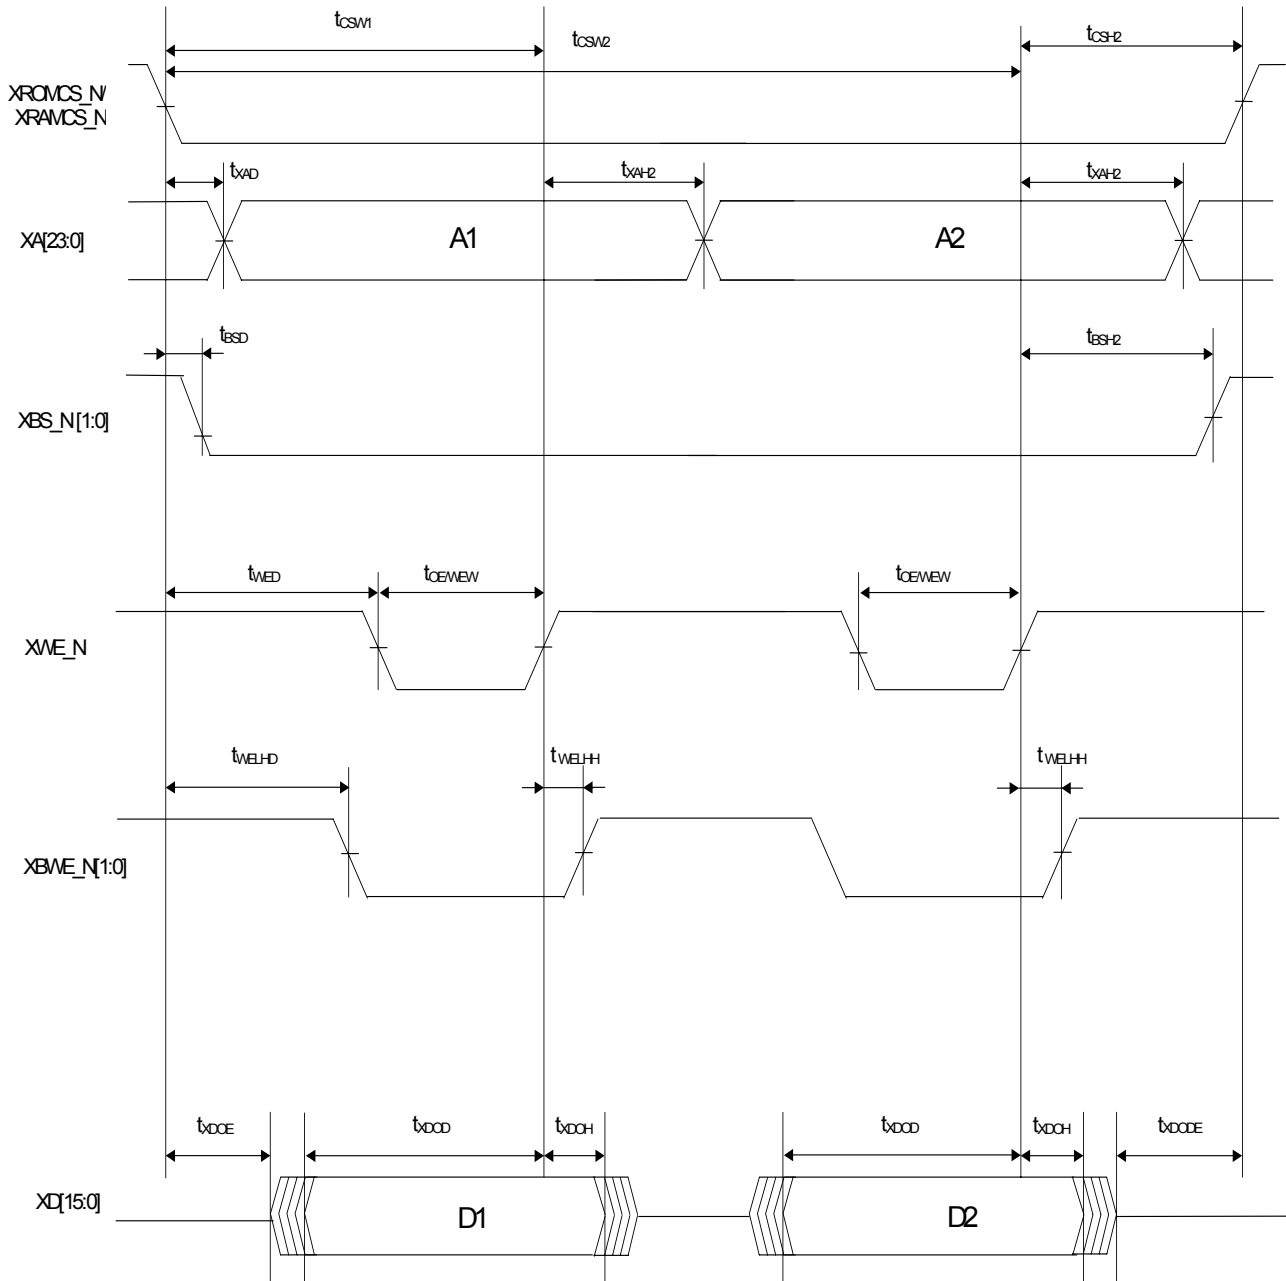 tCSW1
tCSW2
tCSH2
XROMCS_N/
XRAMCS_N
tXAD
tXAH2
tXAH2
XA[23:0]
A1
A2
tBSD
tBSH2
XBS_N[1:0]
tWED
tOE/WEW
tOE/WEW
XWE_N
tWELHD
tWELHH
tWELHH
XBWE_N[1:0]
tXDOE
tXDOD
tXDOH
tXDOD
tXDOH
tXDODE
XD[15:0]
D1
D2